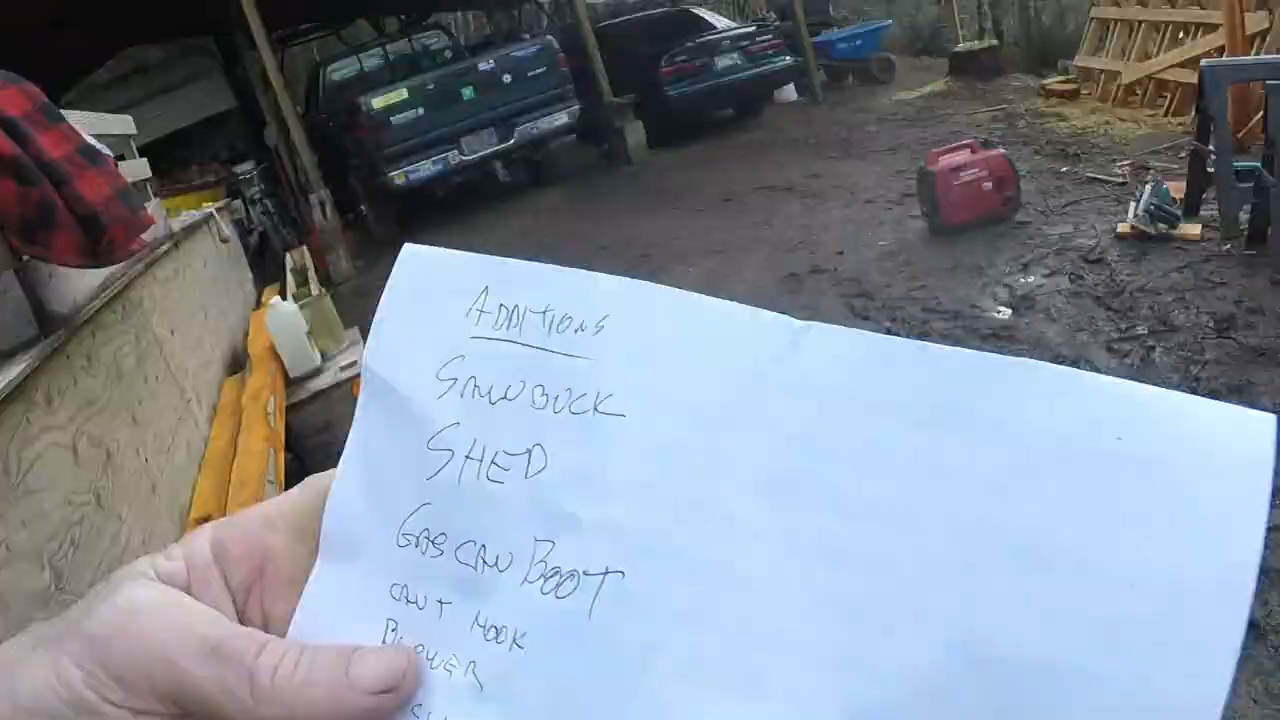 ADDITIONS
SAWBUCK
SHED
GAS CAN BOOT
CANT HOOK